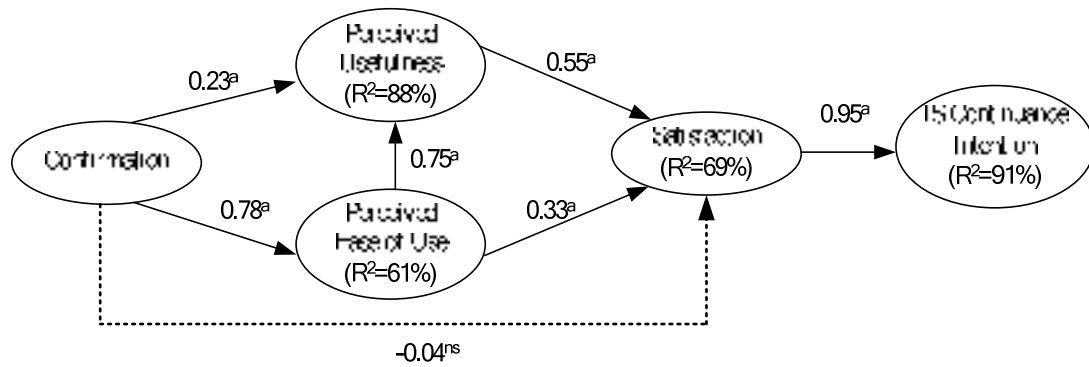 Perceived
Usefulness
(R²=88%)
0.23ᵃ
0.55ᵃ
Confirmation
0.75ᵃ
Satisfaction
(R²=69%)
0.95ᵃ
IS Continuance
Intention
(R²=91%)
0.78ᵃ
Perceived
Ease of Use
(R²=61%)
0.33ᵃ
-0.04ⁿˢ